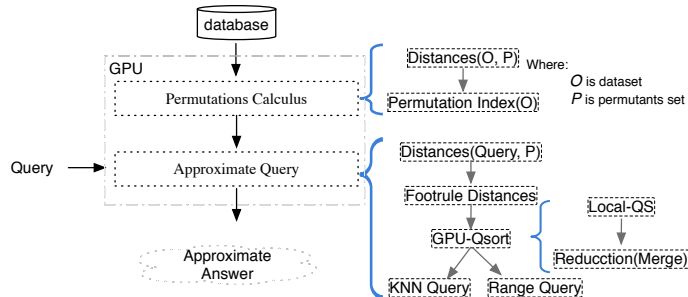 database
GPU
Permutations Calculus
Distances(O, P)
Where:
O is dataset
P is permutants set
Permutation Index(O)
Query
Approximate Query
Distances(Query, P)
Footrule Distances
GPU-Qsort
Local-QS
Reducction(Merge)
KNN Query
Range Query
Approximate
Answer